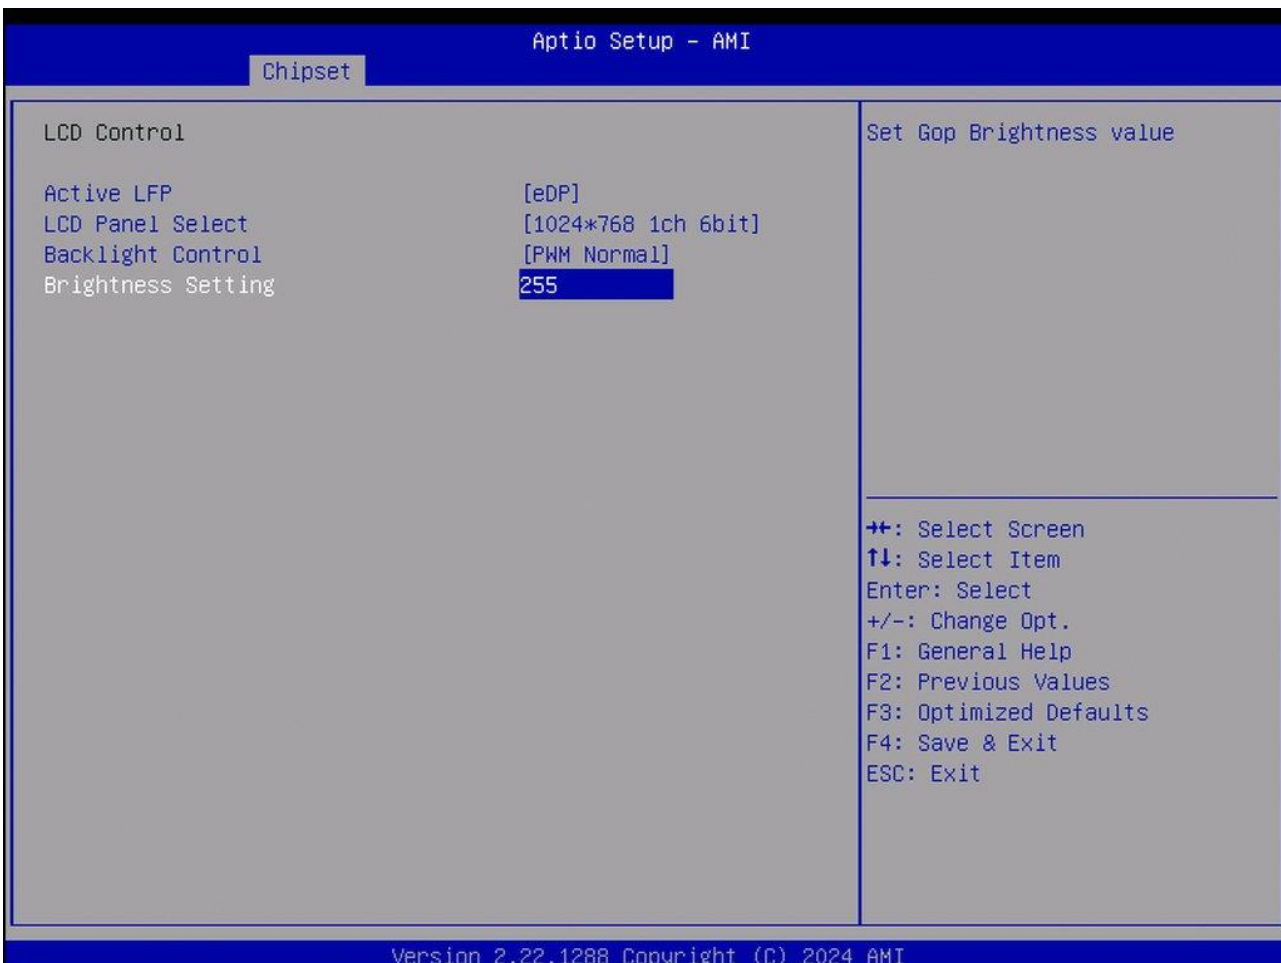 Aptio Setup – AMI
Chipset
LCD Control
Active LFP [eDP]
LCD Panel Select [1024*768 1ch 6bit]
Backlight Control [PWM Normal]
Brightness Setting 255
Set Gop Brightness value
→←: Select Screen
↑↓: Select Item
Enter: Select
+/-: Change Opt.
F1: General Help
F2: Previous Values
F3: Optimized Defaults
F4: Save & Exit
ESC: Exit
Version 2.22.1288 Copyright (C) 2024 AMI